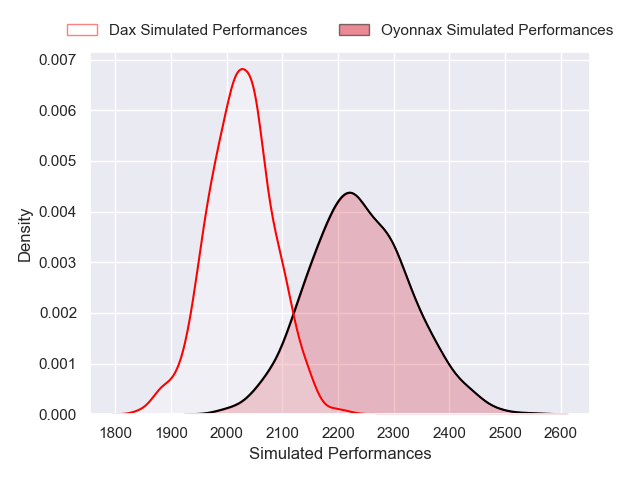 Dax Simulated Performances
Oyonnax Simulated Performances
0.007
0.006
0.005
0.004
0.003
0.002
0.001
0.000
Density
1800 1900 2000 2100 2200 2300 2400 2500 2600
Simulated Performances